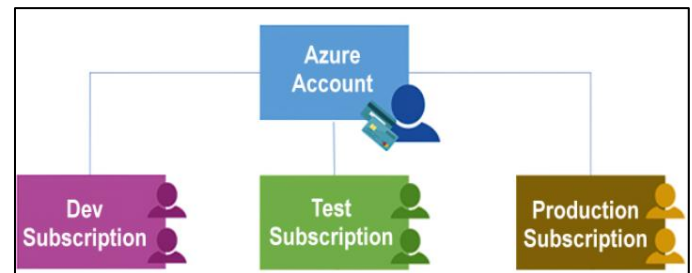 Azure
Account
Dev
Subscription
Test
Subscription
Production
Subscription